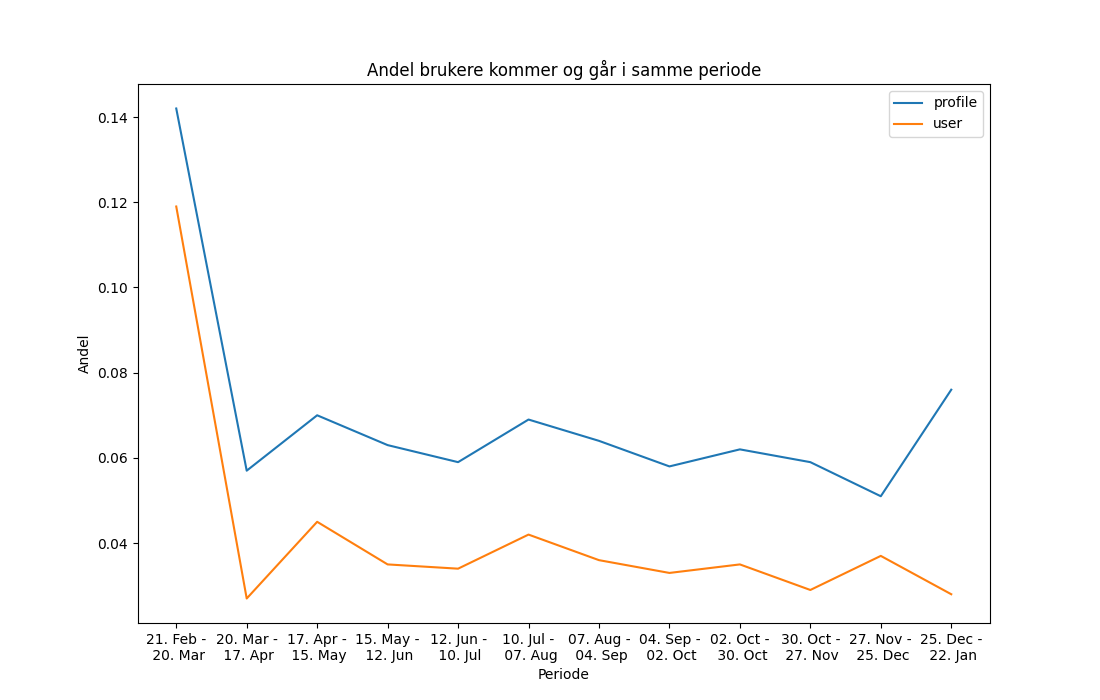 Andel brukere kommer og går i samme periode
profile
user
0.14
0.12
0.10
0.08
0.06
0.04
Andel
21. Feb - 20. Mar - 17. Apr - 15. May - 12. Jun - 10. Jul - 07. Aug - 04. Sep - 02. Oct - 30. Oct - 27. Nov - 25. Dec -
20. Mar 17. Apr 15. May 12. Jun 10. Jul 07. Aug 04. Sep 02. Oct 30. Oct 27. Nov 25. Dec 22. Jan
Periode